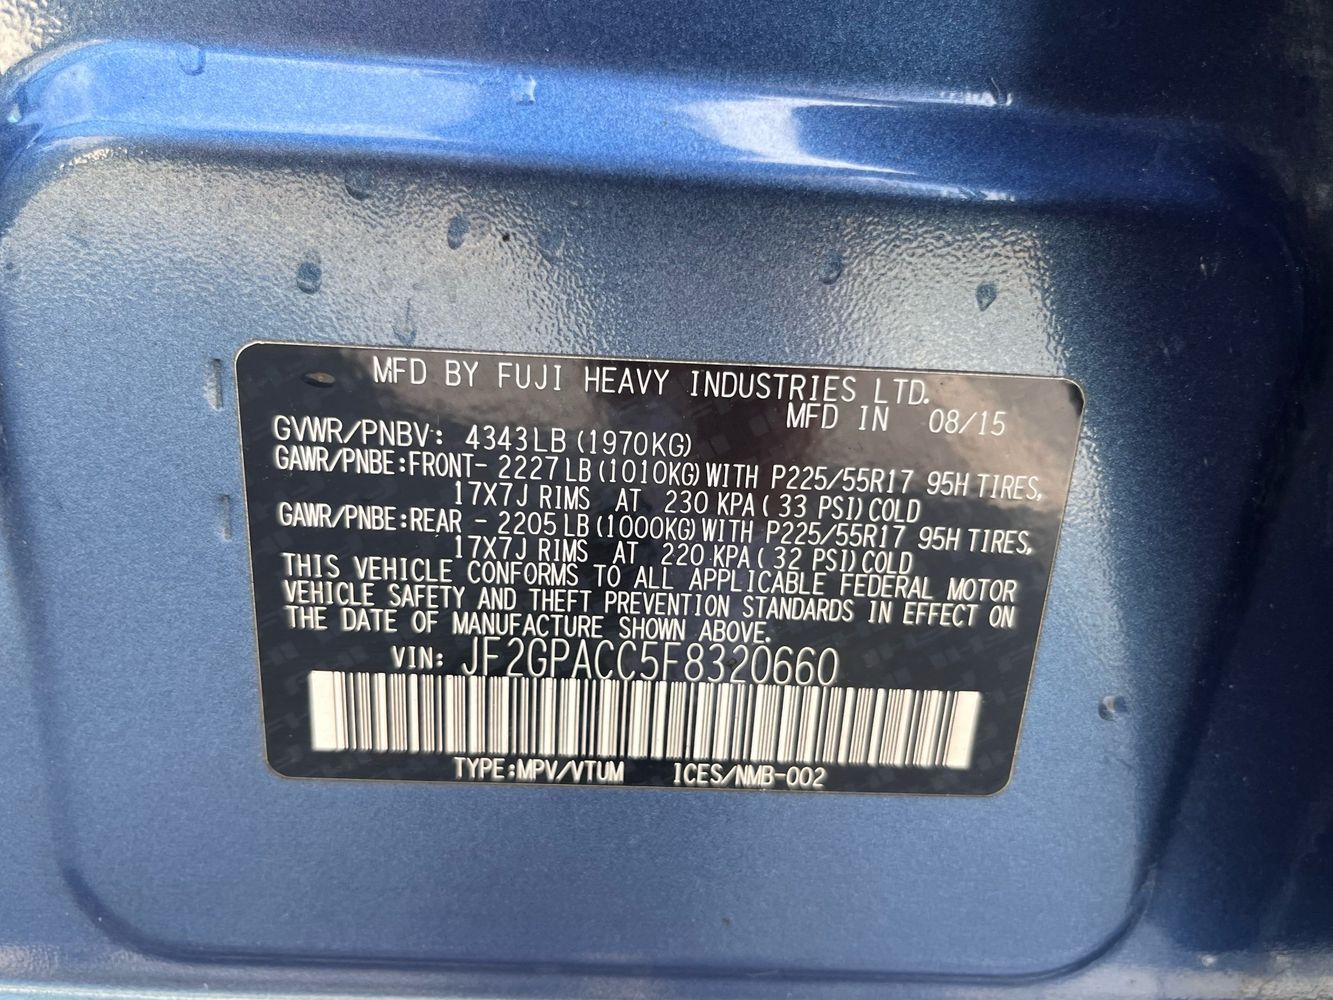 MFD BY FUJI HEAVY INDUSTRIES LTD.
MFD IN 08/15
GVWR/PNBV: 4343LB (1970KG)
GAWR/PNBE:FRONT- 2227LB (1010KG) WITH P225/55R17 95H TIRES,
17X7J RIMS AT 230 KPA( 33 PSI) COLD
GAWR/PNBE:REAR - 2205LB (1000KG) WITH P225/55R17 95H TIRES,
17X7J RIMS AT 220 KPA( 32 PSI) COLD
THIS VEHICLE CONFORMS TO ALL APPLICABLE FEDERAL MOTOR
VEHICLE SAFETY AND THEFT PREVENTION STANDARDS IN EFFECT ON
THE DATE OF MANUFACTURE SHOWN ABOVE.
VIN: JF2GPACC5F8320660
TYPE:MPV/VTUM ICES/NMB-002